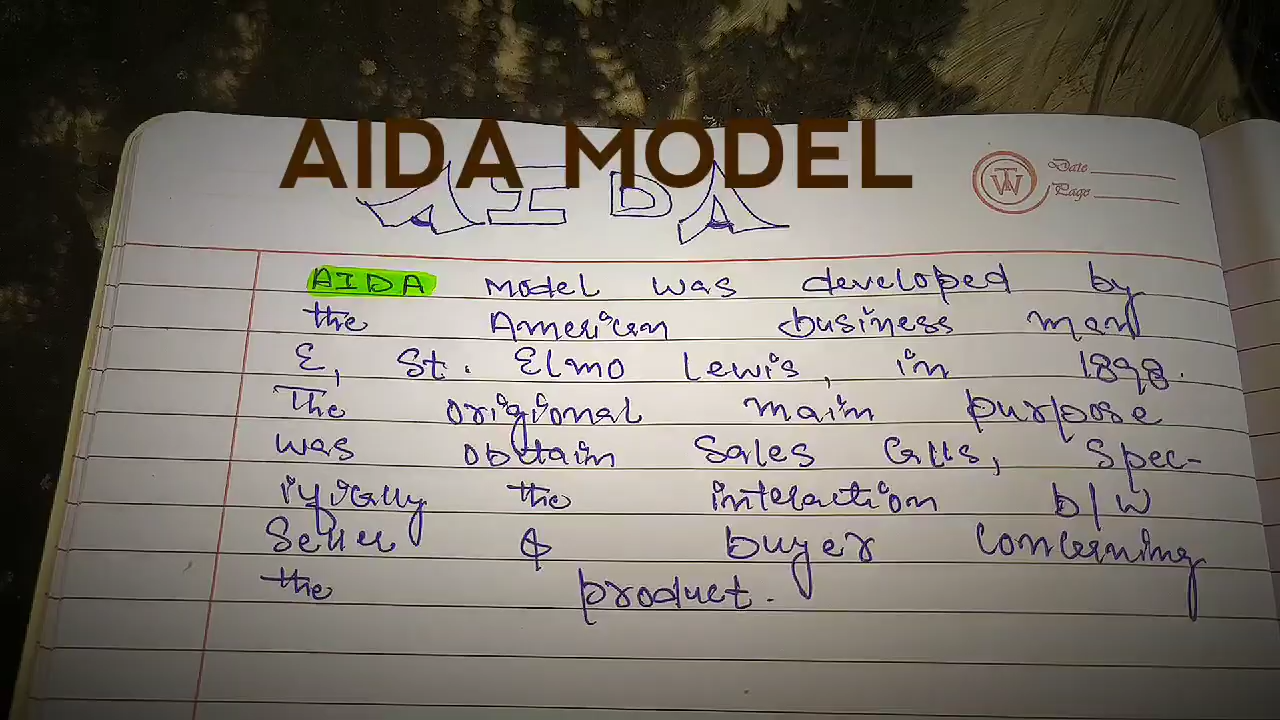 AIDA MODEL
AIDA
Date
Page
AIDA Model was developed by
the American business man
E, St. Elmo Lewis, in 1898.
The origional main purpose
was obtain Sales Calls, Spec-
ifically the interaction b/w
Seller & buyer Concerning
the product.